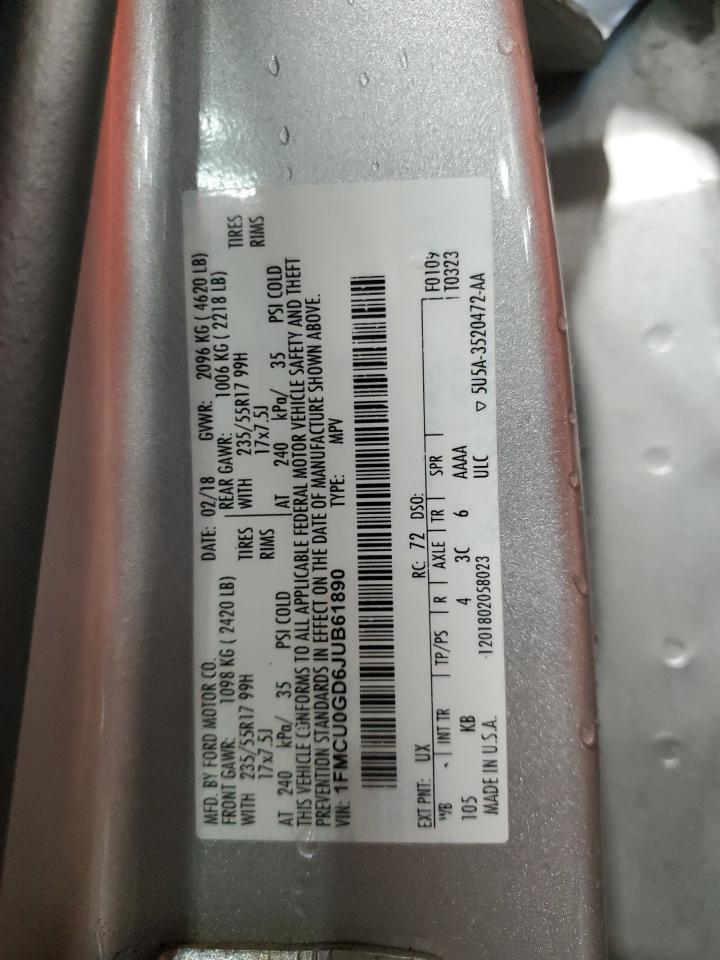 MFD. BY FORD MOTOR CO.
DATE: 02/18 GVWR: 2096 KG ( 4620 LB)
FRONT GAWR: 1098 KG ( 2420 LB)
REAR GAWR: 1006 KG ( 2218 LB)
WITH 235/55R17 99H TIRES
WITH 235/55R17 99H TIRES
17x7.5J RIMS
17x7.5J RIMS
AT 240 kPa/ 35 PSI COLD
AT 240 kPa/ 35 PSI COLD
THIS VEHICLE CONFORMS TO ALL APPLICABLE FEDERAL MOTOR VEHICLE SAFETY AND THEFT
PREVENTION STANDARDS IN EFFECT ON THE DATE OF MANUFACTURE SHOWN ABOVE.
VIN: 1FMCU0GD6JUB61890 TYPE: MPV
EXT PNT: UX RC: 72 DSO: F0109
WB INT TR TP/PS R AXLE TR SPR T0323
105 KB 4 3C 6 AAAA
MADE IN U.S.A. 1201802058023 ULC ▽ 5U5A-3520472-AA